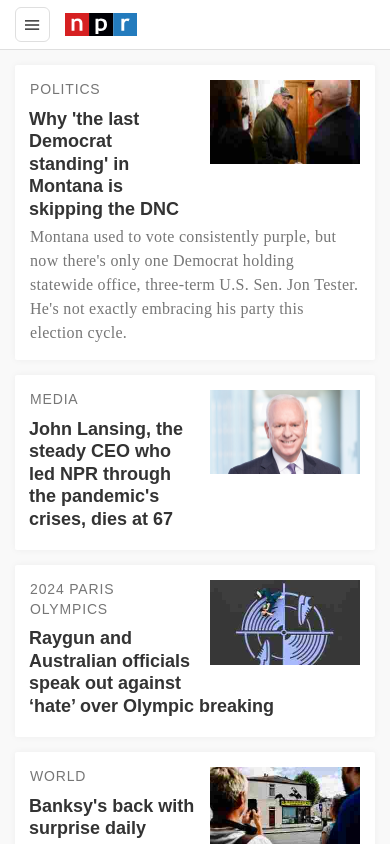 npr
POLITICS
Why 'the last
Democrat
standing' in
Montana is
skipping the DNC
Montana used to vote consistently purple, but
now there's only one Democrat holding
statewide office, three-term U.S. Sen. Jon Tester.
He's not exactly embracing his party this
election cycle.
MEDIA
John Lansing, the
steady CEO who
led NPR through
the pandemic's
crises, dies at 67
2024 PARIS
OLYMPICS
Raygun and
Australian officials
speak out against
‘hate’ over Olympic breaking
WORLD
Banksy's back with
surprise daily